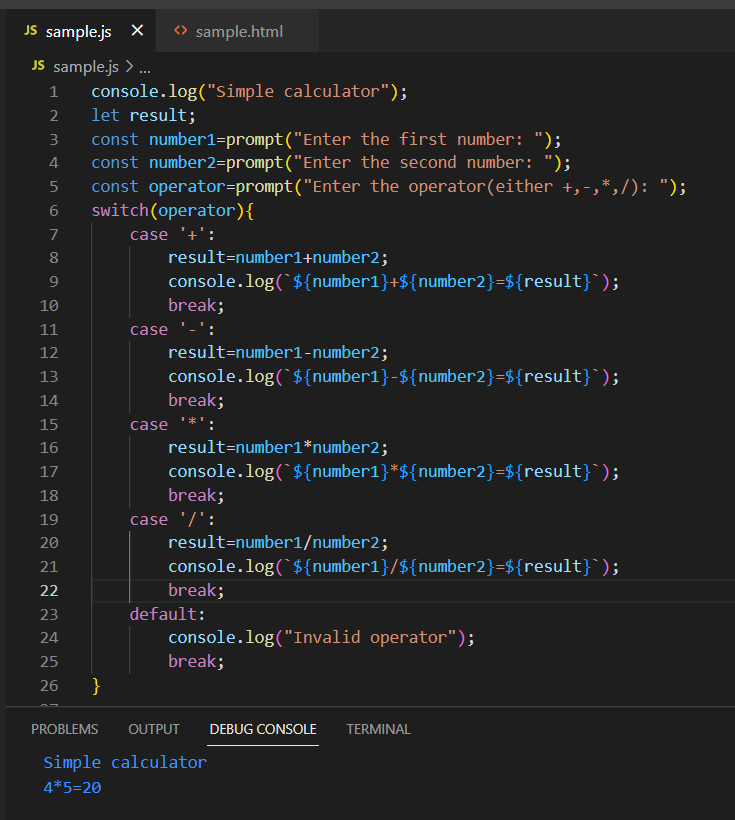 JS sample.js × <> sample.html
JS sample.js > ...
1 console.log("Simple calculator");
2 let result;
3 const number1=prompt("Enter the first number: ");
4 const number2=prompt("Enter the second number: ");
5 const operator=prompt("Enter the operator(either +,-,*,/): ");
6 switch(operator){
7 case '+':
8 result=number1+number2;
9 console.log(`${number1}+${number2}=${result}`);
10 break;
11 case '-':
12 result=number1-number2;
13 console.log(`${number1}-${number2}=${result}`);
14 break;
15 case '*':
16 result=number1*number2;
17 console.log(`${number1}*${number2}=${result}`);
18 break;
19 case '/':
20 result=number1/number2;
21 console.log(`${number1}/${number2}=${result}`);
22 break;
23 default:
24 console.log("Invalid operator");
25 break;
26 }
PROBLEMS OUTPUT DEBUG CONSOLE TERMINAL
Simple calculator
4*5=20